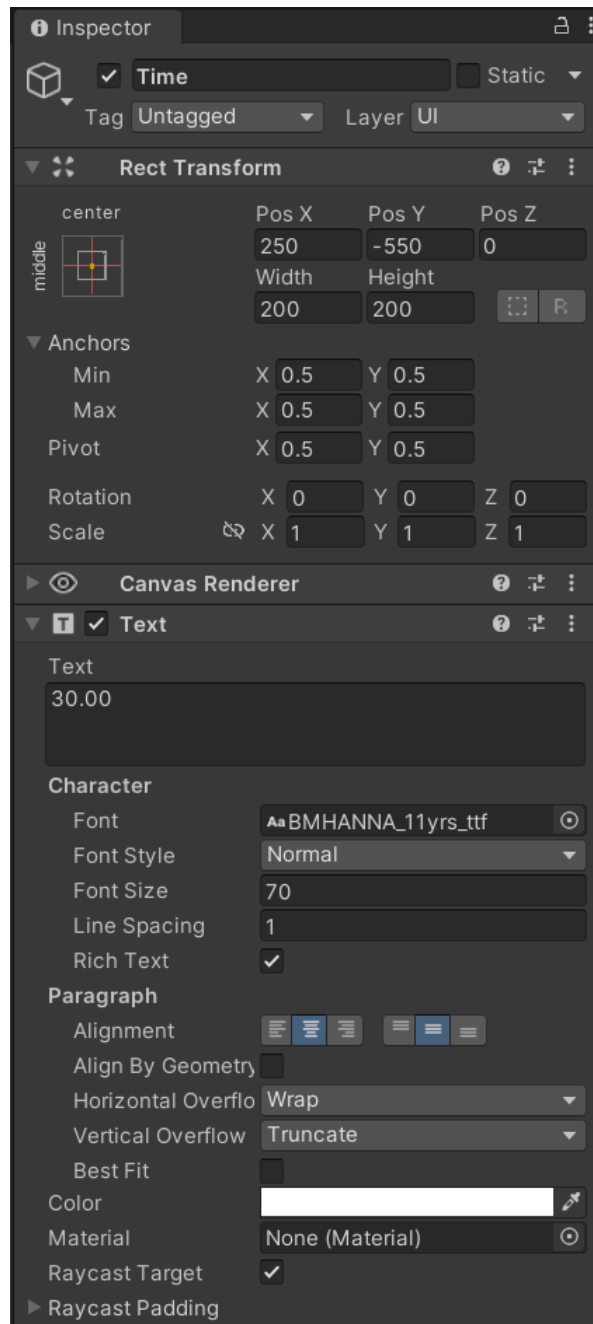 Inspector
Time Static
Tag Untagged Layer UI
Rect Transform
center Pos X Pos Y Pos Z
middle 250 -550 0
Width Height
200 200 R
Anchors
Min X 0.5 Y 0.5
Max X 0.5 Y 0.5
Pivot X 0.5 Y 0.5
Rotation X 0 Y 0 Z 0
Scale X 1 Y 1 Z 1
Canvas Renderer
T Text
Text
30.00
Character
Font Aa BMHANNA_11yrs_ttf
Font Style Normal
Font Size 70
Line Spacing 1
Rich Text
Paragraph
Alignment
Align By Geometry
Horizontal Overflo Wrap
Vertical Overflow Truncate
Best Fit
Color
Material None (Material)
Raycast Target
Raycast Padding